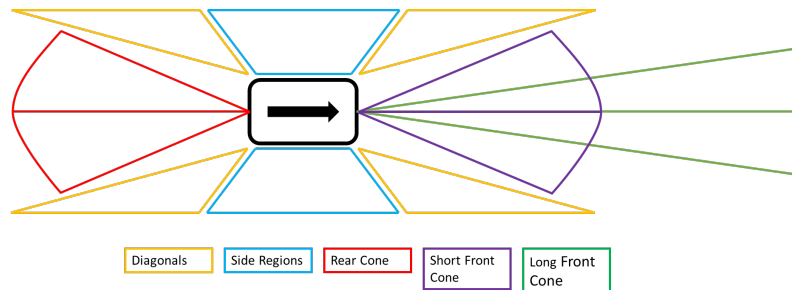 Diagonals
Side Regions
Rear Cone
Short Front
Cone
Long Front
Cone